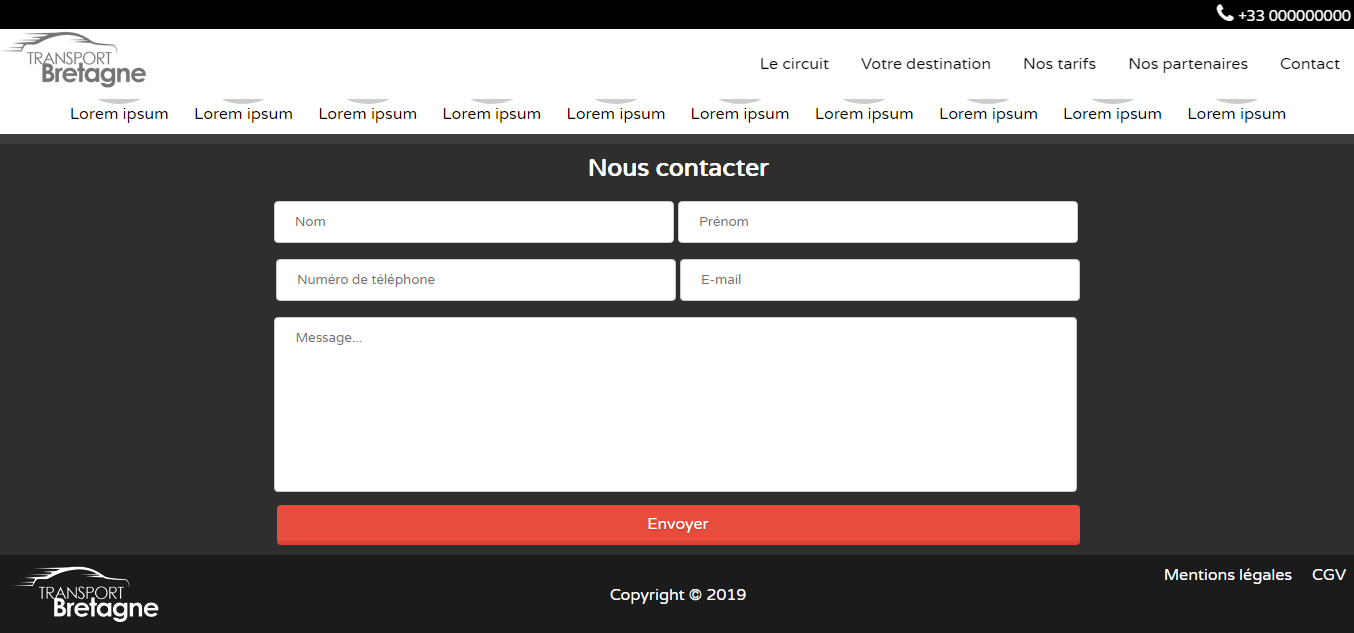 +33 000000000
TRANSPORT
Bretagne
Le circuit Votre destination Nos tarifs Nos partenaires Contact
Lorem ipsum Lorem ipsum Lorem ipsum Lorem ipsum Lorem ipsum Lorem ipsum Lorem ipsum Lorem ipsum Lorem ipsum Lorem ipsum
Nous contacter
Nom Prénom
Numéro de téléphone E-mail
Message...
Envoyer
Mentions légales CGV
TRANSPORT
Bretagne
Copyright © 2019